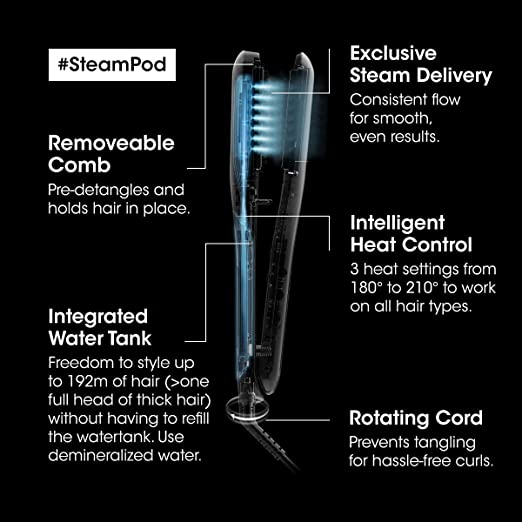 #SteamPod
Exclusive
Steam Delivery
Consistent flow
for smooth,
even results.
Removeable
Comb
Pre-detangles and
holds hair in place.
Intelligent
Heat Control
3 heat settings from
180° to 210° to work
on all hair types.
Integrated
Water Tank
Freedom to style up
to 192m of hair (>one
full head of thick hair)
without having to refill
the watertank. Use
demineralized water.
Rotating Cord
Prevents tangling
for hassle-free curls.